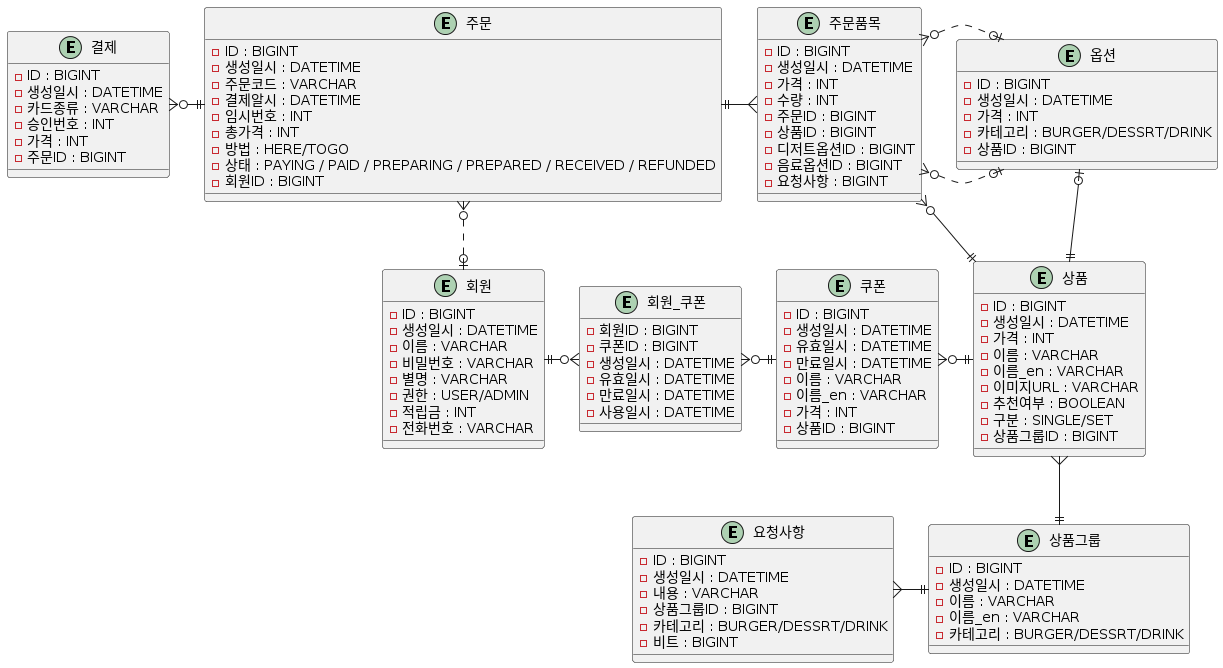 E 결제
ID : BIGINT
생성일시 : DATETIME
카드종류 : VARCHAR
승인번호 : INT
가격 : INT
주문ID : BIGINT
E 주문
ID : BIGINT
생성일시 : DATETIME
주문코드 : VARCHAR
결제알시 : DATETIME
임시번호 : INT
총가격 : INT
방법 : HERE/TOGO
상태 : PAYING / PAID / PREPARING / PREPARED / RECEIVED / REFUNDED
회원ID : BIGINT
E 주문품목
ID : BIGINT
생성일시 : DATETIME
가격 : INT
수량 : INT
주문ID : BIGINT
상품ID : BIGINT
디저트옵션ID : BIGINT
음료옵션ID : BIGINT
요청사항 : BIGINT
E 옵션
ID : BIGINT
생성일시 : DATETIME
가격 : INT
카테고리 : BURGER/DESSRT/DRINK
상품ID : BIGINT
E 회원
ID : BIGINT
생성일시 : DATETIME
이름 : VARCHAR
비밀번호 : VARCHAR
별명 : VARCHAR
권한 : USER/ADMIN
적립금 : INT
전화번호 : VARCHAR
E 회원_쿠폰
회원ID : BIGINT
쿠폰ID : BIGINT
생성일시 : DATETIME
유효일시 : DATETIME
만료일시 : DATETIME
사용일시 : DATETIME
E 쿠폰
ID : BIGINT
생성일시 : DATETIME
유효일시 : DATETIME
만료일시 : DATETIME
이름 : VARCHAR
이름_en : VARCHAR
가격 : INT
상품ID : BIGINT
E 상품
ID : BIGINT
생성일시 : DATETIME
가격 : INT
이름 : VARCHAR
이름_en : VARCHAR
이미지URL : VARCHAR
추천여부 : BOOLEAN
구분 : SINGLE/SET
상품그룹ID : BIGINT
E 요청사항
ID : BIGINT
생성일시 : DATETIME
내용 : VARCHAR
상품그룹ID : BIGINT
카테고리 : BURGER/DESSRT/DRINK
비트 : BIGINT
E 상품그룹
ID : BIGINT
생성일시 : DATETIME
이름 : VARCHAR
이름_en : VARCHAR
카테고리 : BURGER/DESSRT/DRINK